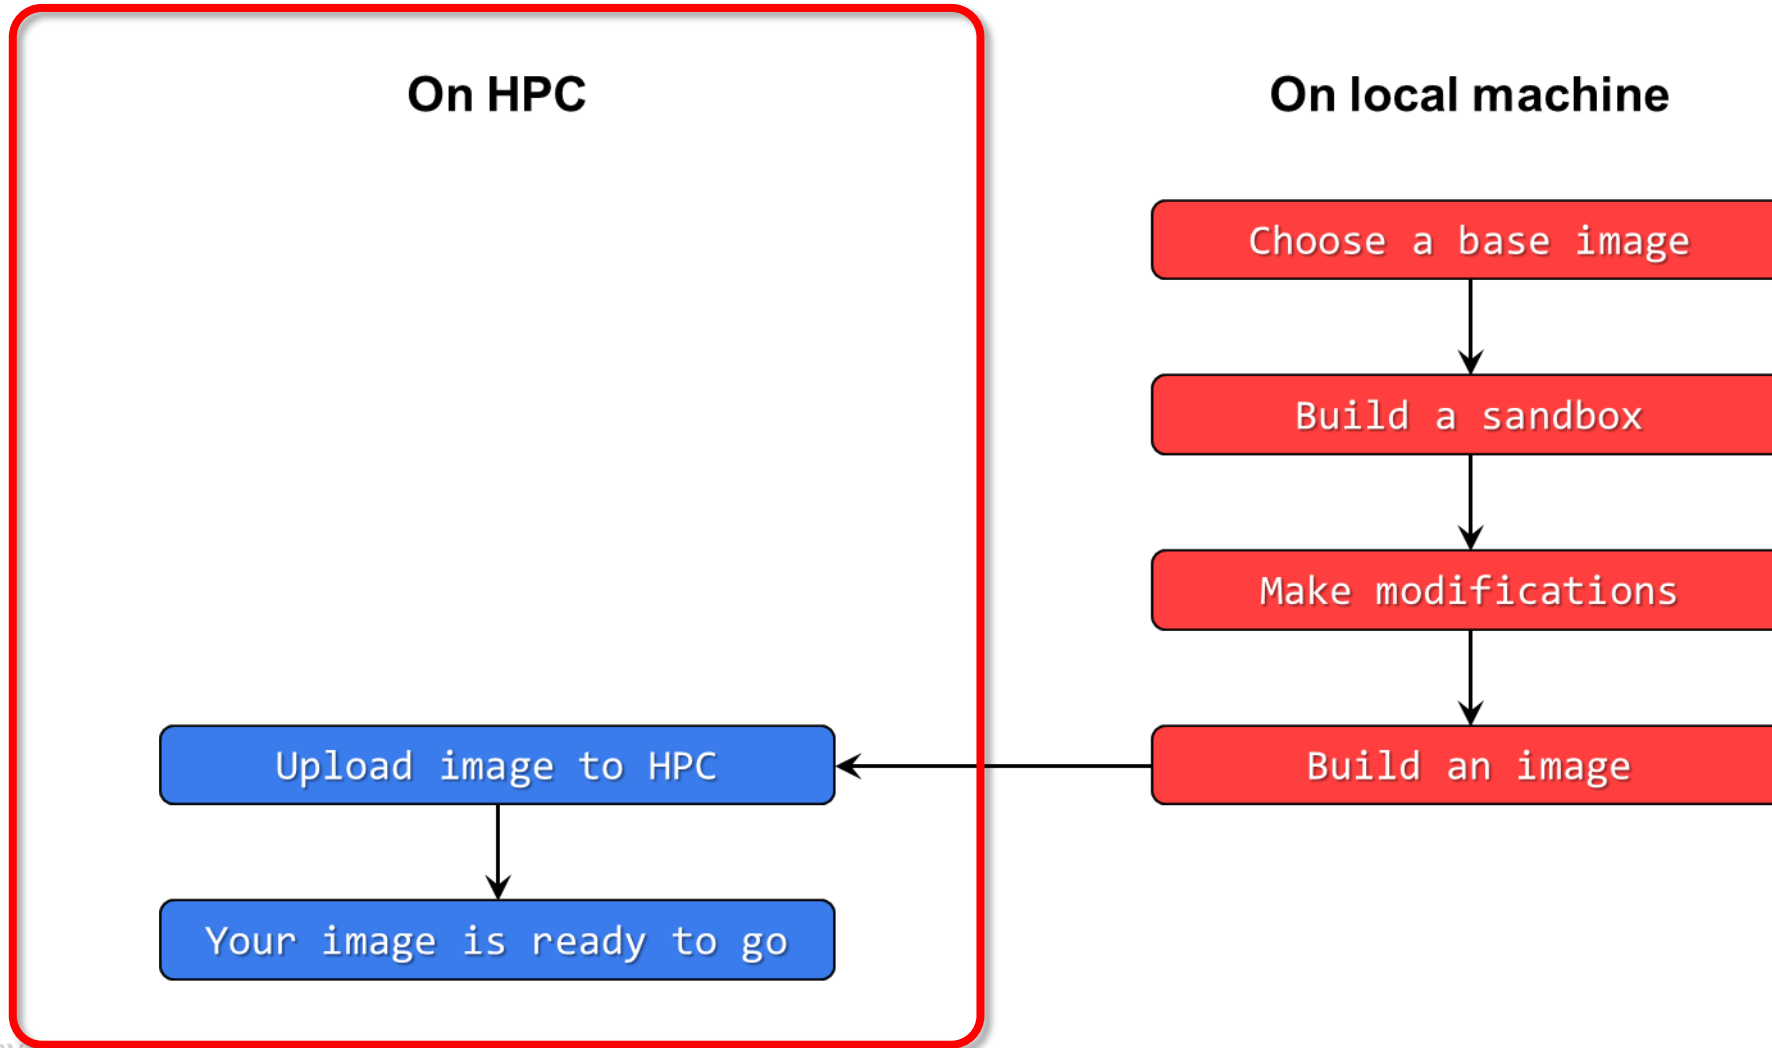 On HPC
On local machine
Choose a base image
Build a sandbox
Make modifications
Build an image
Upload image to HPC
Your image is ready to go